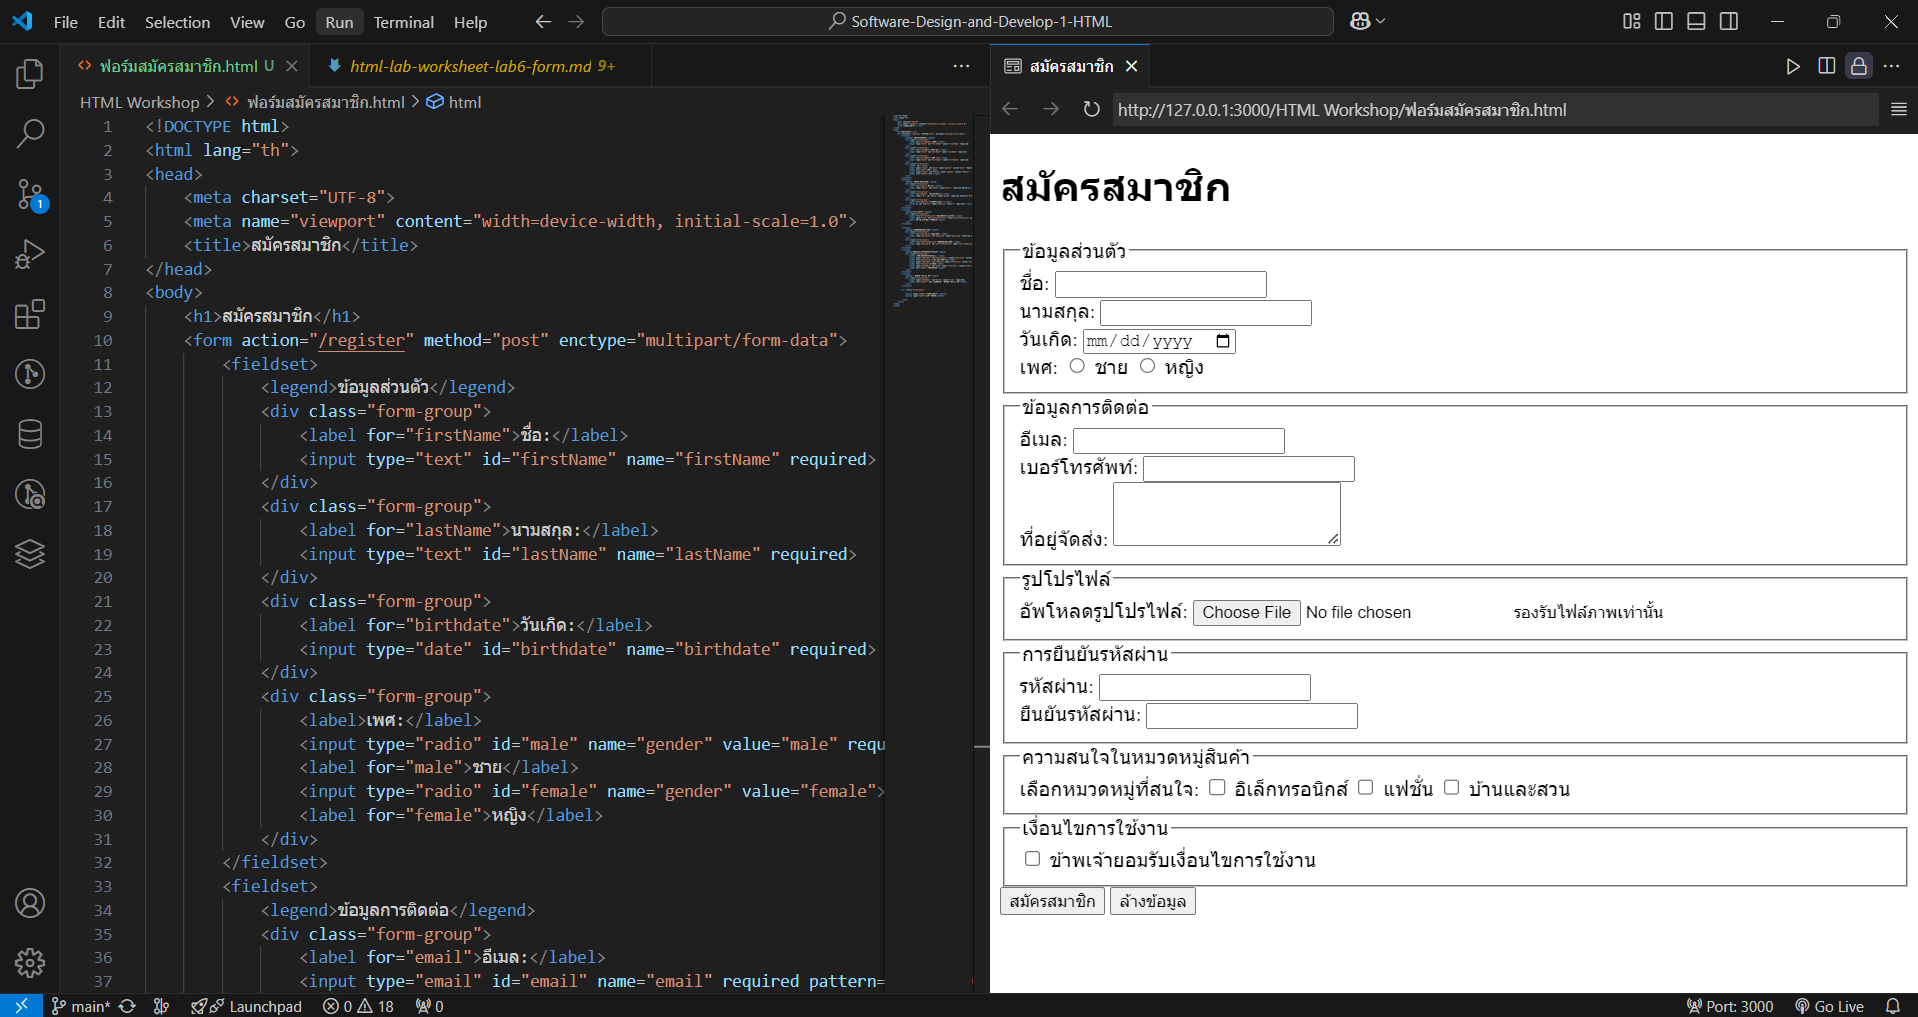 File Edit Selection View Go Run Terminal Help
Software-Design-and-Develop-1-HTML
ฟอร์มสมัครสมาชิก.html U
html-lab-worksheet-lab6-form.md 9+
HTML Workshop > ฟอร์มสมัครสมาชิก.html > html
1 <!DOCTYPE html>
2 <html lang="th">
3 <head>
4 <meta charset="UTF-8">
5 <meta name="viewport" content="width=device-width, initial-scale=1.0">
6 <title>สมัครสมาชิก</title>
7 </head>
8 <body>
9 <h1>สมัครสมาชิก</h1>
10 <form action="/register" method="post" enctype="multipart/form-data">
11 <fieldset>
12 <legend>ข้อมูลส่วนตัว</legend>
13 <div class="form-group">
14 <label for="firstName">ชื่อ:</label>
15 <input type="text" id="firstName" name="firstName" required>
16 </div>
17 <div class="form-group">
18 <label for="lastName">นามสกุล:</label>
19 <input type="text" id="lastName" name="lastName" required>
20 </div>
21 <div class="form-group">
22 <label for="birthdate">วันเกิด:</label>
23 <input type="date" id="birthdate" name="birthdate" required>
24 </div>
25 <div class="form-group">
26 <label>เพศ:</label>
27 <input type="radio" id="male" name="gender" value="male" requ
28 <label for="male">ชาย</label>
29 <input type="radio" id="female" name="gender" value="female">
30 <label for="female">หญิง</label>
31 </div>
32 </fieldset>
33 <fieldset>
34 <legend>ข้อมูลการติดต่อ</legend>
35 <div class="form-group">
36 <label for="email">อีเมล:</label>
37 <input type="email" id="email" name="email" required pattern=
สมัครสมาชิก
http://127.0.0.1:3000/HTML Workshop/ฟอร์มสมัครสมาชิก.html
สมัครสมาชิก
ข้อมูลส่วนตัว
ชื่อ:
นามสกุล:
วันเกิด: mm/dd/yyyy
เพศ: ชาย หญิง
ข้อมูลการติดต่อ
อีเมล:
เบอร์โทรศัพท์:
ที่อยู่จัดส่ง:
รูปโปรไฟล์
อัพโหลดรูปโปรไฟล์: Choose File No file chosen รองรับไฟล์ภาพเท่านั้น
การยืนยันรหัสผ่าน
รหัสผ่าน:
ยืนยันรหัสผ่าน:
ความสนใจในหมวดหมู่สินค้า
เลือกหมวดหมู่ที่สนใจ: อิเล็กทรอนิกส์ แฟชั่น บ้านและสวน
เงื่อนไขการใช้งาน
ข้าพเจ้ายอมรับเงื่อนไขการใช้งาน
สมัครสมาชิก ล้างข้อมูล
1
main* Launchpad 0 18 0
Port: 3000 Go Live